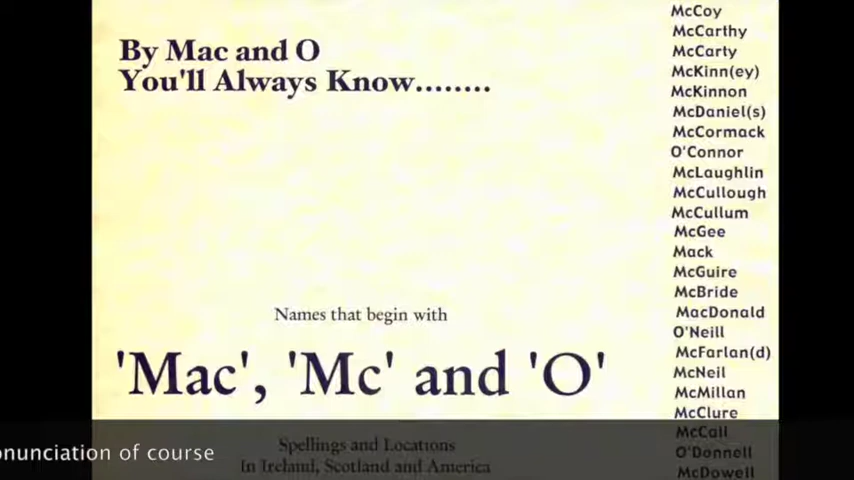 By Mac and O
You'll Always Know........
Names that begin with
'Mac', 'Mc' and 'O'
Spellings and Locations
In Ireland, Scotland and America
of course
McCoy
McCarthy
McCarty
McKinn(ey)
McKinnon
McDaniel(s)
McCormack
O'Connor
McLaughlin
McCullough
McCullum
McGee
Mack
McGuire
McBride
MacDonald
O'Neill
McFarlan(d)
McNeil
McMillan
McClure
McCall
O'Donnell
McDowell